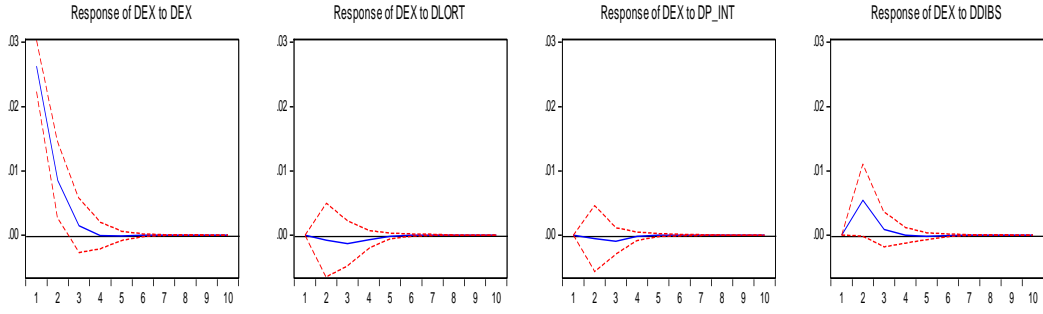 Response of DEX to DEX
.03
.02
.01
.00
1 2 3 4 5 6 7 8 9 10
Response of DEX to DLORT
.03
.02
.01
.00
1 2 3 4 5 6 7 8 9 10
Response of DEX to DP_INT
.03
.02
.01
.00
1 2 3 4 5 6 7 8 9 10
Response of DEX to DDIBS
.03
.02
.01
.00
1 2 3 4 5 6 7 8 9 10